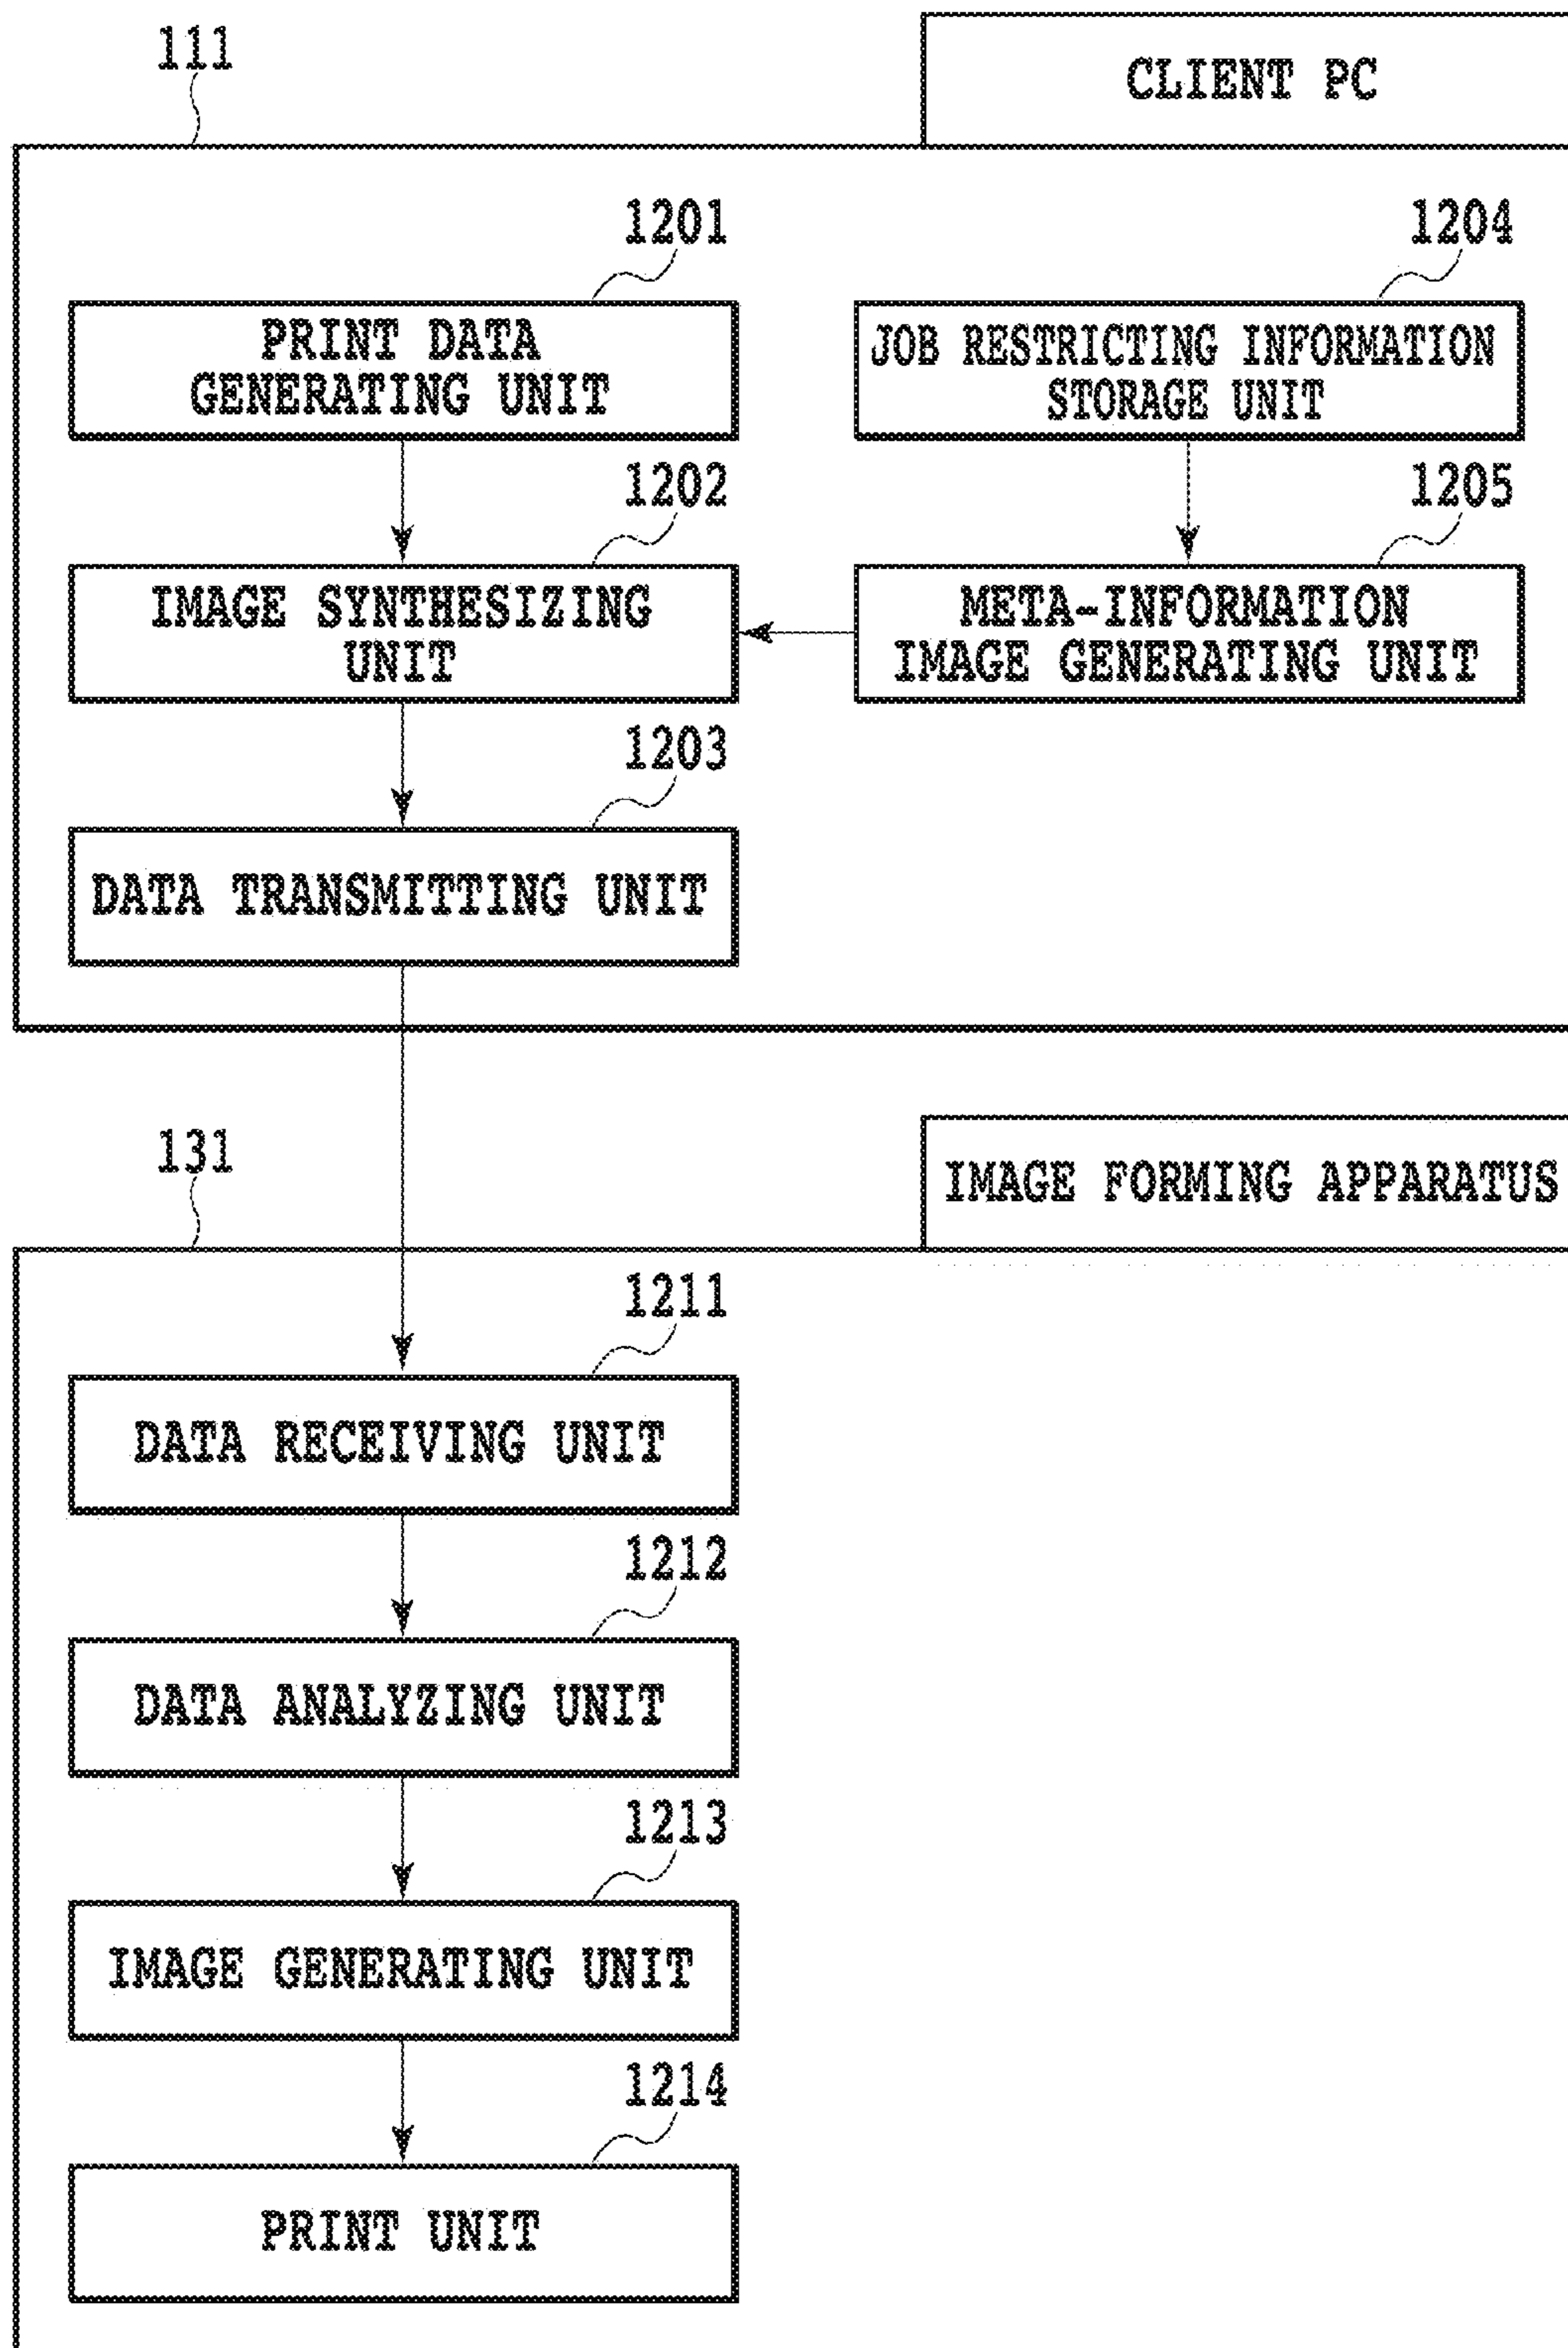 111
CLIENT PC
1201
1204
PRINT DATA
GENERATING UNIT
JOB RESTRICTING INFORMATION
STORAGE UNIT
1202
1205
IMAGE SYNTHESIZING
UNIT
META-INFORMATION
IMAGE GENERATING UNIT
1203
DATA TRANSMITTING UNIT
131
IMAGE FORMING APPARATUS
1211
DATA RECEIVING UNIT
1212
DATA ANALYZING UNIT
1213
IMAGE GENERATING UNIT
1214
PRINT UNIT